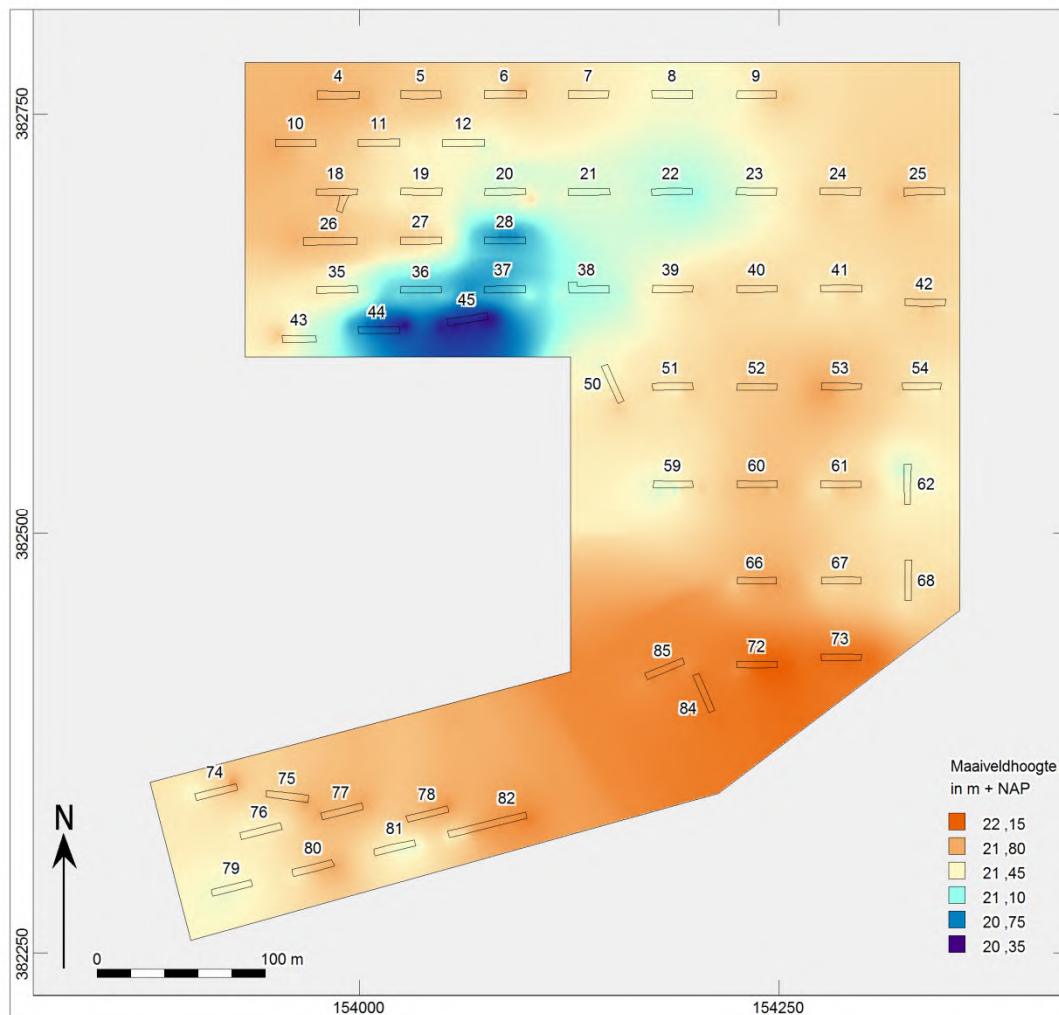 4 5 6 7 8 9
382750
10 11 12
18 19 20 21 22 23 24 25
26 27 28
35 36 37 38 39 40 41 42
43 44 45
50 51 52 53 54
59 60 61 62
382500
66 67 68
85 72 73
84
74 75 77 78 82
76 81
79 80
Maaiveldhoogte
in m + NAP
22 ,15
21 ,80
21 ,45
21 ,10
20 ,75
20 ,35
N
0 100 m
382250
154000 154250